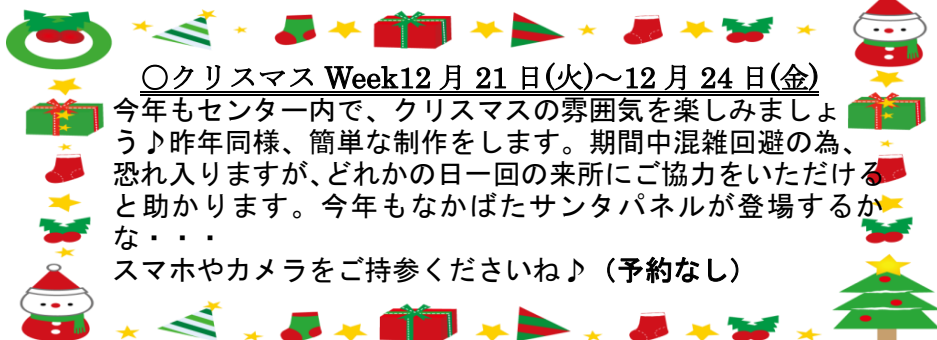 ○クリスマス Week12 月 21 日(火)～12 月 24 日(金)
今年もセンター内で、クリスマスの雰囲気を楽しみましょ
う♪昨年同様、簡単な制作をします。期間中混雑回避の為、
恐れ入りますが、どれかの日一回の来所にご協力をいただける
と助かります。今年もなかばたサンタパネルが登場するか
な・・・
スマホやカメラをご持参くださいね♪（予約なし）